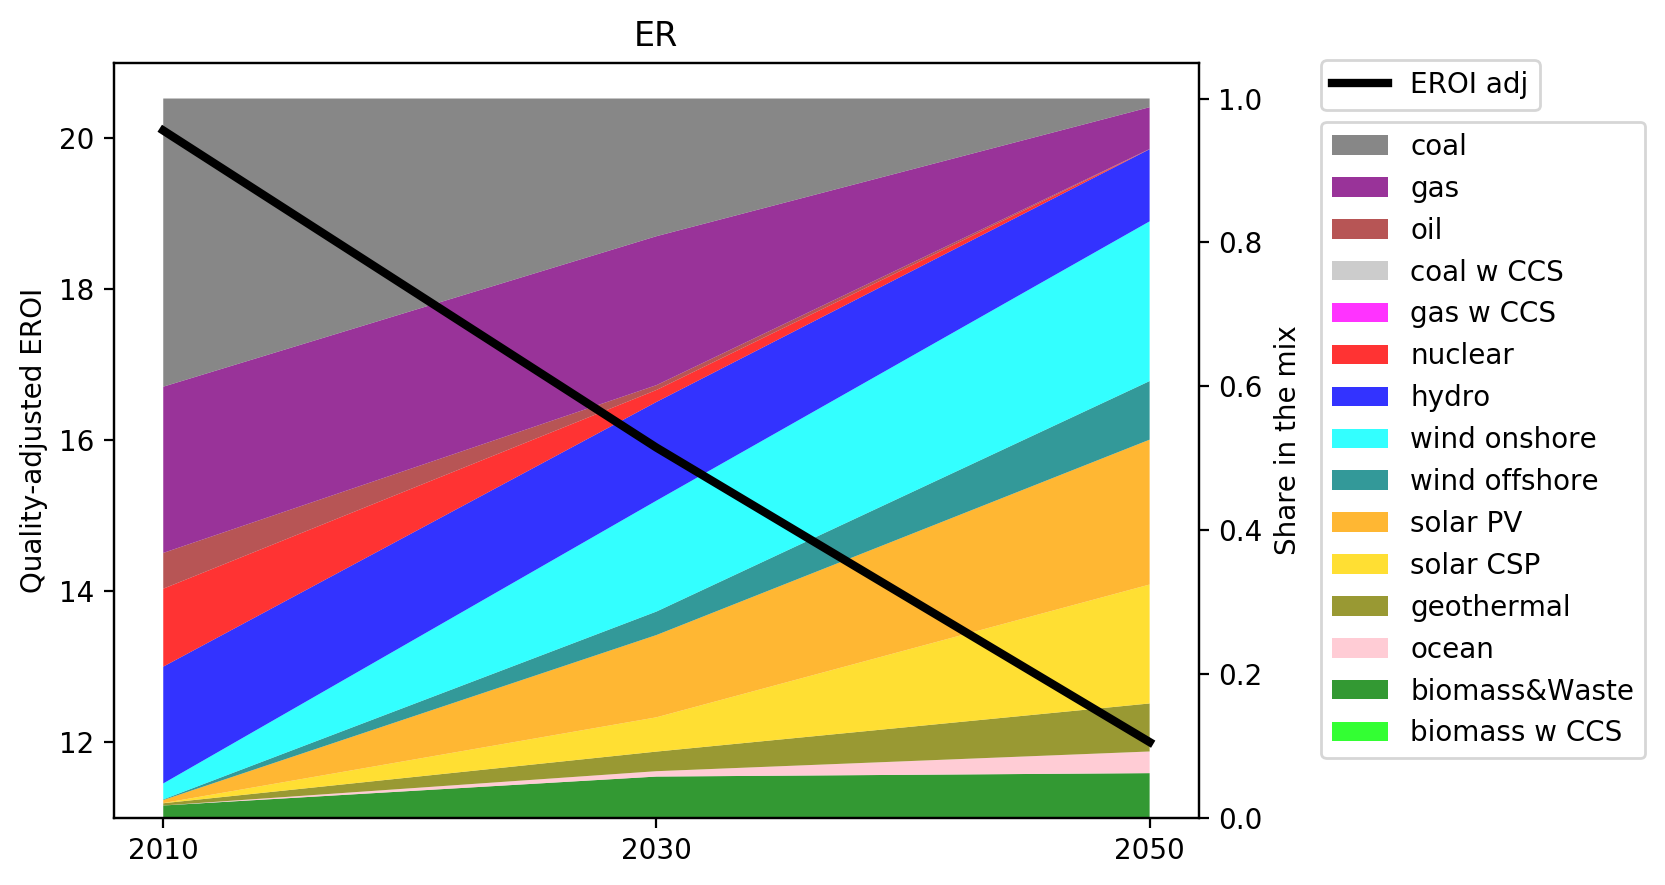 ER
Quality-adjusted EROI
20
18
16
14
12
2010
2030
2050
1.0
0.8
0.6
0.4
0.2
0.0
Share in the mix
EROI adj
coal
gas
oil
coal w CCS
gas w CCS
nuclear
hydro
wind onshore
wind offshore
solar PV
solar CSP
geothermal
ocean
biomass&Waste
biomass w CCS